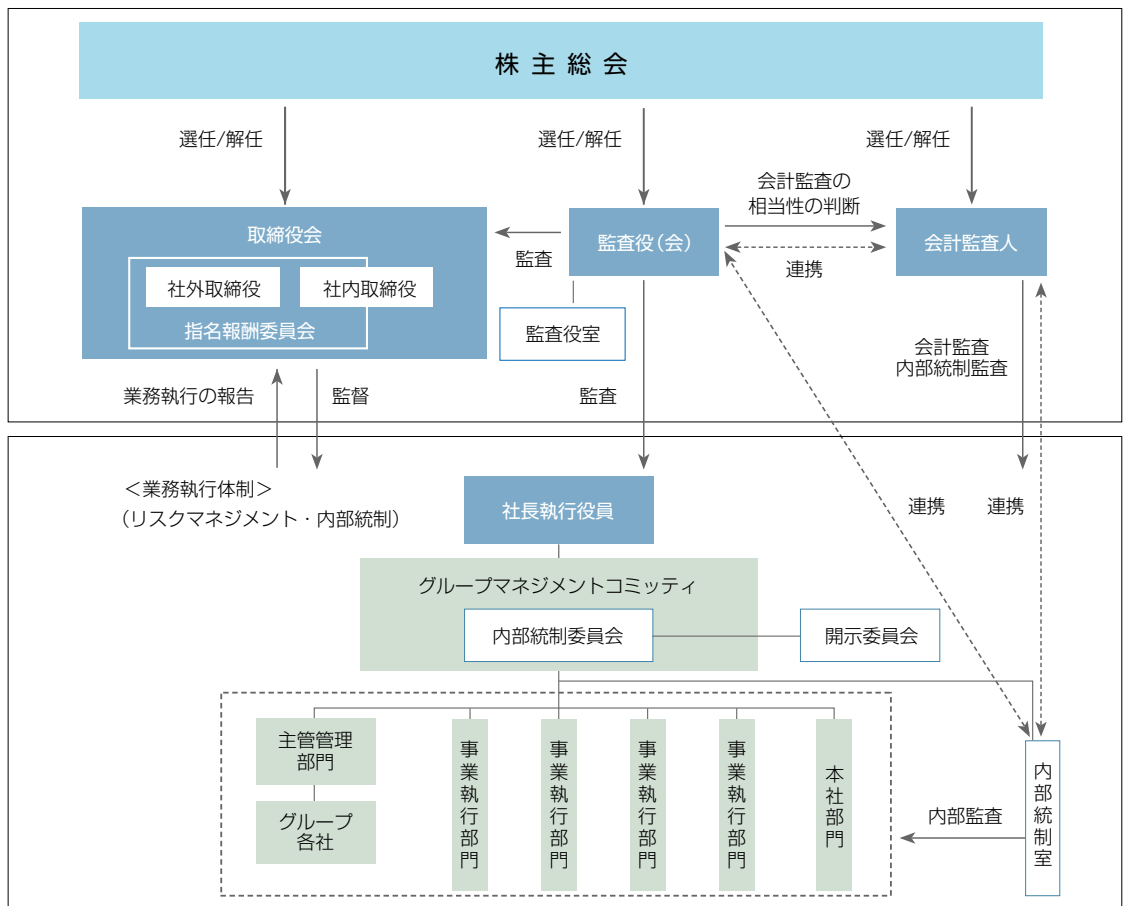 株主総会
選任/解任
選任/解任
選任/解任
会計監査の
相当性の判断
取締役会
監査役(会)
会計監査人
監査
連携
社外取締役
社内取締役
指名報酬委員会
監査役室
会計監査
内部統制監査
業務執行の報告
監督
監査
<業務執行体制>
(リスクマネジメント・内部統制)
社長執行役員
連携
連携
グループマネジメントコミッティ
内部統制委員会
開示委員会
主管管理
部門
グループ
各社
事業執行部門
事業執行部門
事業執行部門
事業執行部門
本社部門
内部監査
内部統制室